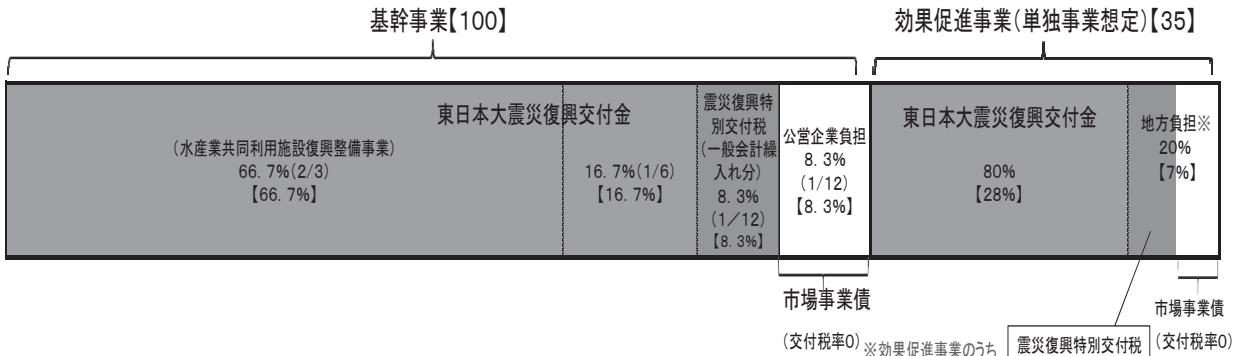 基幹事業【100】
効果促進事業(単独事業想定)【35】
東日本大震災復興交付金
(水産業共同利用施設復興整備事業)
66.7%(2/3)
【66.7%】
16.7%(1/6)
【16.7%】
震災復興特
別交付税
(一般会計繰
入れ分)
8.3%
(1/12)
【8.3%】
公営企業負担
8.3%
(1/12)
【8.3%】
東日本大震災復興交付金
80%
【28%】
地方負担※
20%
【7%】
市場事業債
(交付税率0)
※効果促進事業のうち
震災復興特別交付税
市場事業債
(交付税率0)